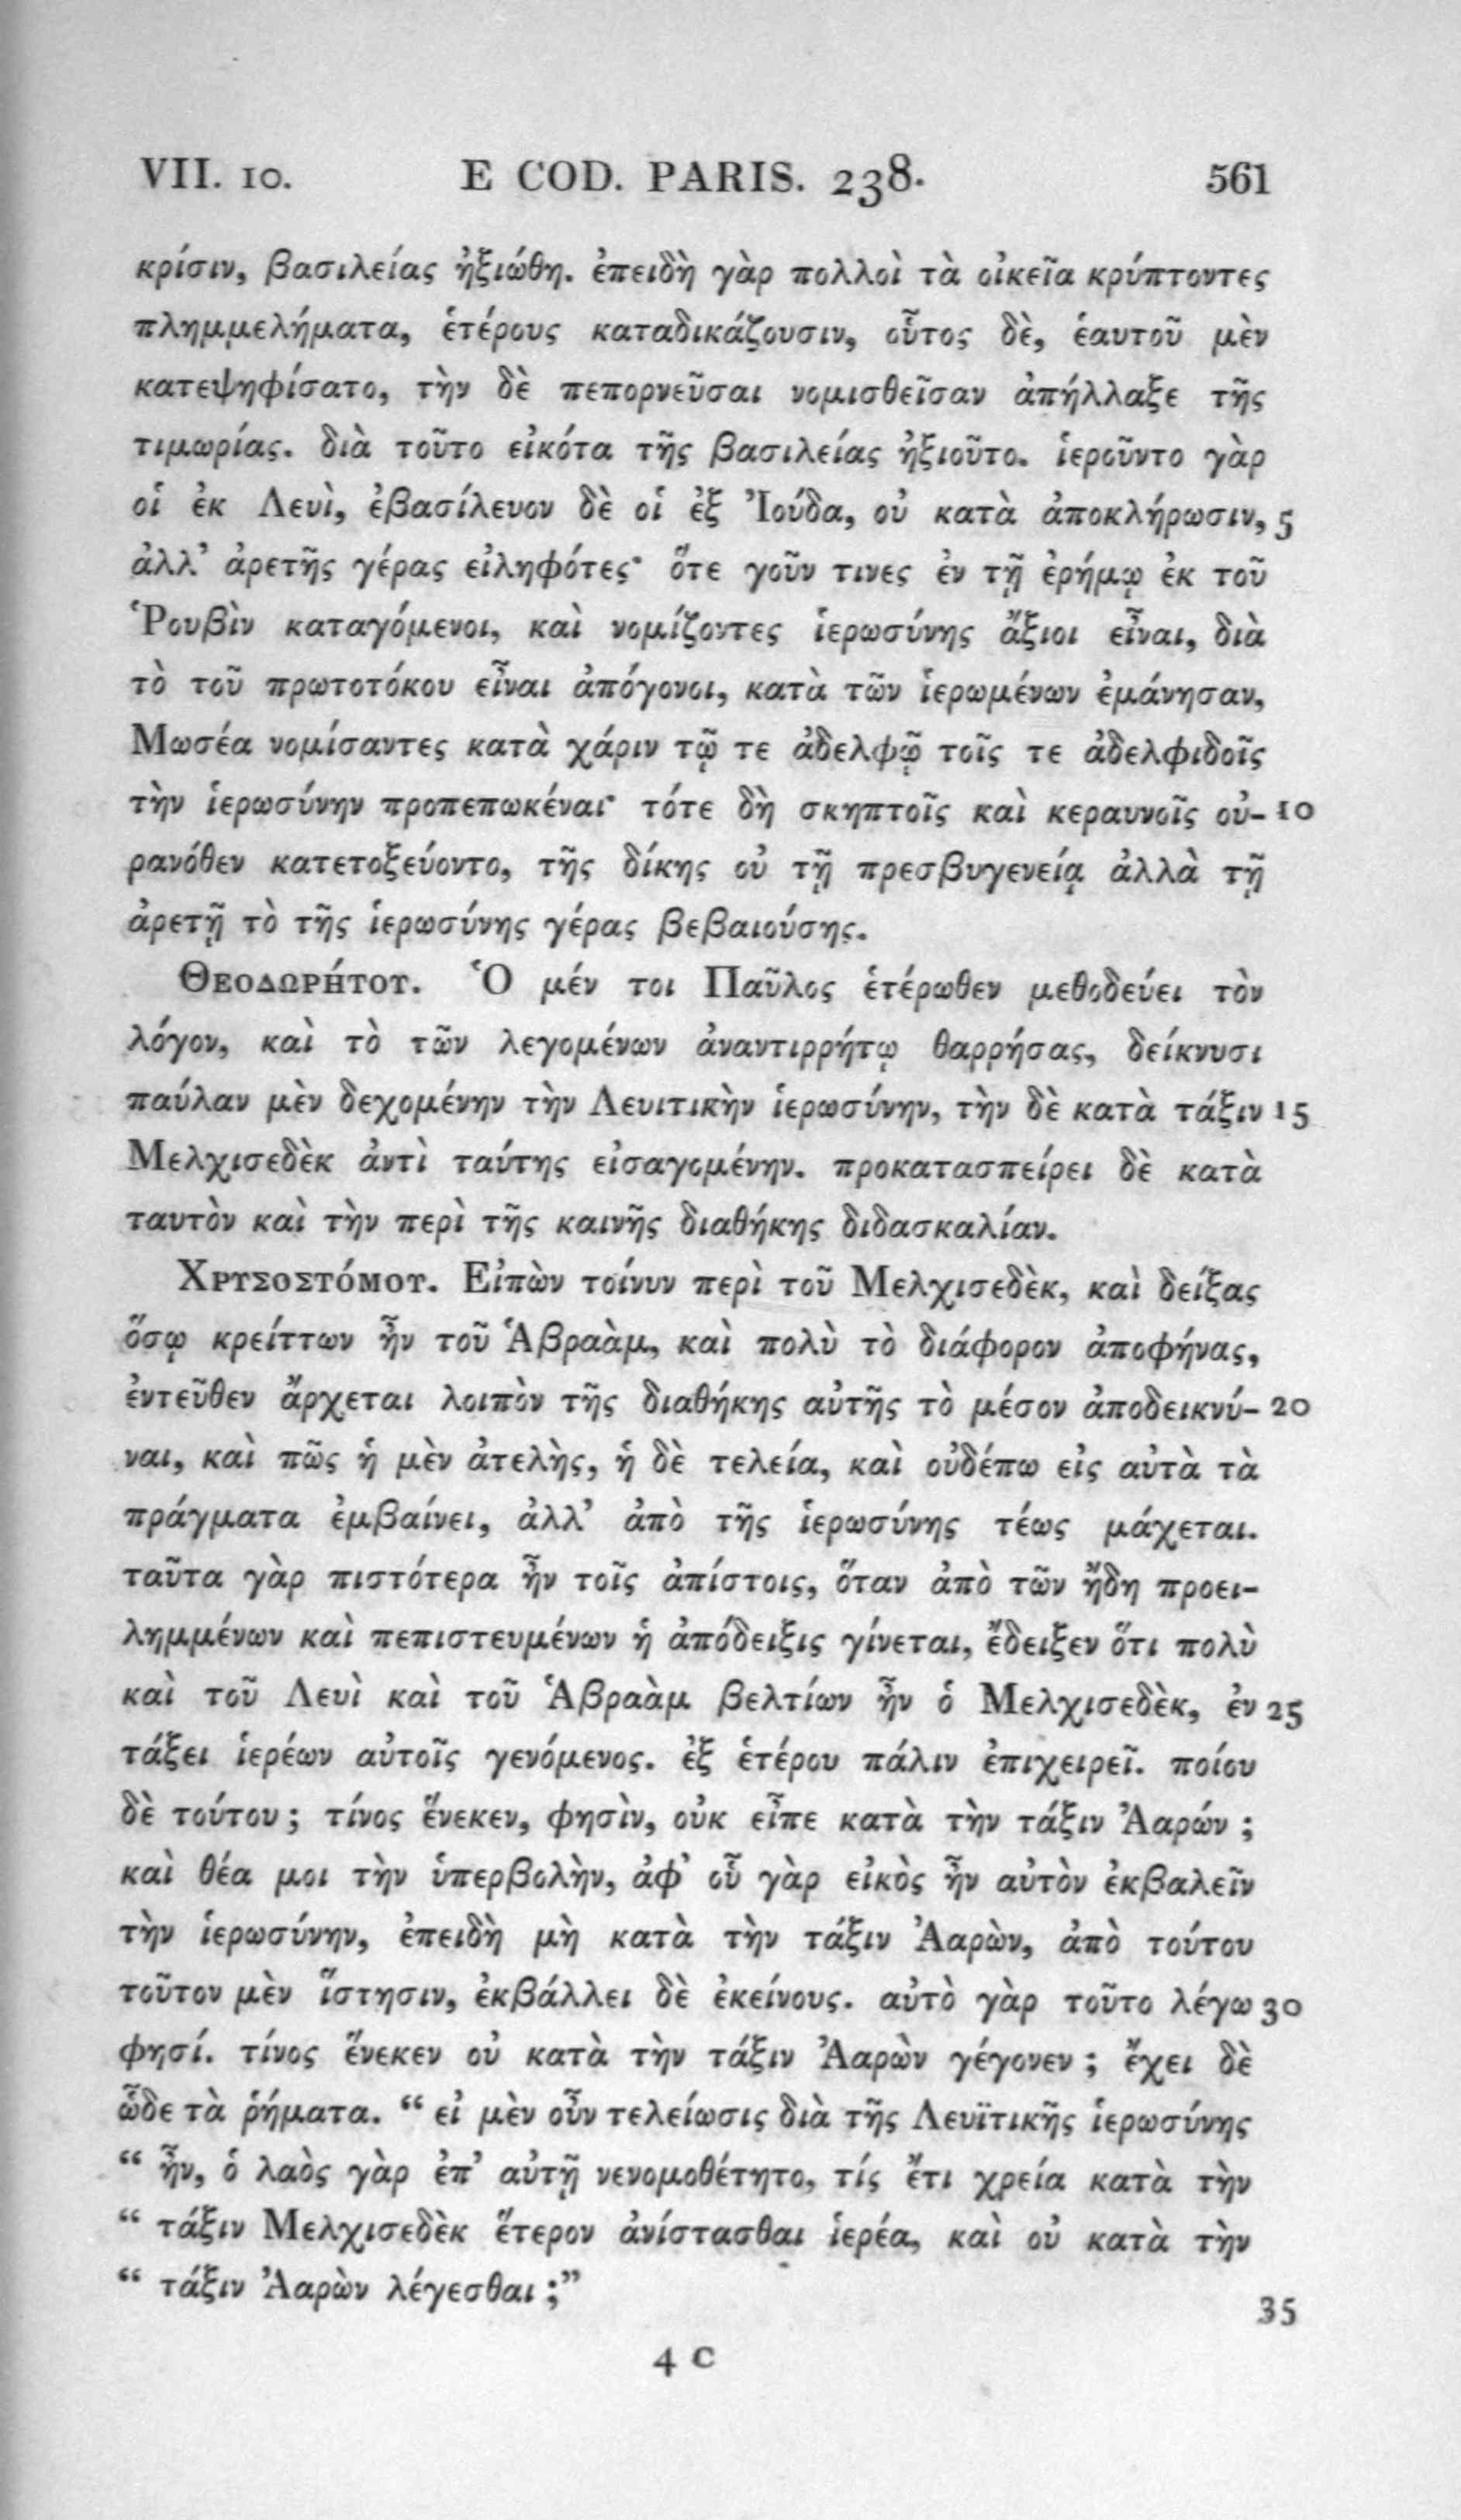 VII. 10. E COD. PARIS. 238. 561
κρίσιν, βασιλείας ἠξιώθη. ἐπειδὴ γὰρ πολλοὶ τὰ οἰκεῖα κρύπτοντες
πλημμελήματα, ἑτέρους καταδικάζουσιν, οὗτος δὲ, ἑαυτοῦ μὲν
κατεψηφίσατο, τὴν δὲ πεπορνεῦσαι νομισθεῖσαν ἀπήλλαξε τῆς
τιμωρίας. διὰ τοῦτο εἰκότα τῆς βασιλείας ἠξιοῦτο. ἱεροῦντο γὰρ
οἱ ἐκ Λευὶ, ἐβασίλευον δὲ οἱ ἐξ Ἰούδα, οὐ κατὰ ἀποκλήρωσιν, 5
ἀλλ’ ἀρετῆς γέρας εἰληφότες· ὅτε γοῦν τινες ἐν τῇ ἐρήμῳ ἐκ τοῦ
Ῥουβὶν καταγόμενοι, καὶ νομίζοντες ἱερωσύνης ἄξιοι εἶναι, διὰ
τὸ τοῦ πρωτοτόκου εἶναι ἀπόγονοι, κατὰ τῶν ἱερωμένων ἐμάνησαν,
Μωσέα νομίσαντες κατὰ χάριν τῷ τε ἀδελφῷ τοῖς τε ἀδελφιδοῖς
τὴν ἱερωσύνην προπεπωκέναι· τότε δὴ σκηπτοῖς καὶ κεραυνοῖς οὐ- 10
ρανόθεν κατετοξεύοντο, τῆς δίκης οὐ τῇ πρεσβυγενείᾳ ἀλλὰ τῇ
ἀρετῇ τὸ τῆς ἱερωσύνης γέρας βεβαιούσης.
ΘΕΟΔΩΡΉΤΟΥ. Ὁ μέν τοι Παῦλος ἑτέρωθεν μεθοδεύει τὸν
λόγον, καὶ τὸ τῶν λεγομένων ἀναντιρρήτῳ θαρρήσας, δείκνυσι
παύλαν μὲν δεχομένην τὴν Λευιτικὴν ἱερωσύνην, τὴν δὲ κατὰ τάξιν 15
Μελχισεδὲκ ἀντὶ ταύτης εἰσαγομένην. προκατασπείρει δὲ κατὰ
ταυτὸν καὶ τὴν περὶ τῆς καινῆς διαθήκης διδασκαλίαν.
ΧΡΥΣΟΣΤΌΜΟΥ. Εἰπὼν τοίνυν περὶ τοῦ Μελχισεδὲκ, καὶ δείξας
ὅσῳ κρείττων ἦν τοῦ Ἁβραὰμ, καὶ πολὺ τὸ διάφορον ἀποφήνας,
ἐντεῦθεν ἄρχεται λοιπὸν τῆς διαθήκης αὐτῆς τὸ μέσον ἀποδεικνύ- 20
ναι, καὶ πῶς ἡ μὲν ἀτελὴς, ἡ δὲ τελεία, καὶ οὐδέπω εἰς αὐτὰ τὰ
πράγματα ἐμβαίνει, ἀλλ’ ἀπὸ τῆς ἱερωσύνης τέως μάχεται.
ταῦτα γὰρ πιστότερα ἦν τοῖς ἀπίστοις, ὅταν ἀπὸ τῶν ἤδη προει-
λημμένων καὶ πεπιστευμένων ἡ ἀπόδειξις γίνεται, ἔδειξεν ὅτι πολὺ
καὶ τοῦ Λευὶ καὶ τοῦ Ἁβραὰμ βελτίων ἦν ὁ Μελχισεδὲκ, ἐν 25
τάξει ἱερέων αὐτοῖς γενόμενος. ἐξ ἑτέρου πάλιν ἐπιχειρεῖ. ποίου
δὲ τούτου ; τίνος ἕνεκεν, φησὶν, οὐκ εἶπε κατὰ τὴν τάξιν Ἀαρών ;
καὶ θέα μοι τὴν ὑπερβολὴν, ἀφ’ οὗ γὰρ εἰκὸς ἦν αὐτὸν ἐκβαλεῖν
τὴν ἱερωσύνην, ἐπειδὴ μὴ κατὰ τὴν τάξιν Ἀαρὼν, ἀπὸ τούτου
τοῦτον μὲν ἵστησιν, ἐκβάλλει δὲ ἐκείνους. αὐτὸ γὰρ τοῦτο λέγω 30
φησί. τίνος ἕνεκεν οὐ κατὰ τὴν τάξιν Ἀαρὼν γέγονεν ; ἔχει δὲ
ὧδε τὰ ῥήματα. “ εἰ μὲν οὖν τελείωσις διὰ τῆς Λευϊτικῆς ἱερωσύνης
“ ἦν, ὁ λαὸς γὰρ ἐπ’ αὐτῇ νενομοθέτητο, τίς ἔτι χρεία κατὰ τὴν
“ τάξιν Μελχισεδὲκ ἕτερον ἀνίστασθαι ἱερέα, καὶ οὐ κατὰ τὴν
“ τάξιν Ἀαρὼν λέγεσθαι ;”
35
4 C